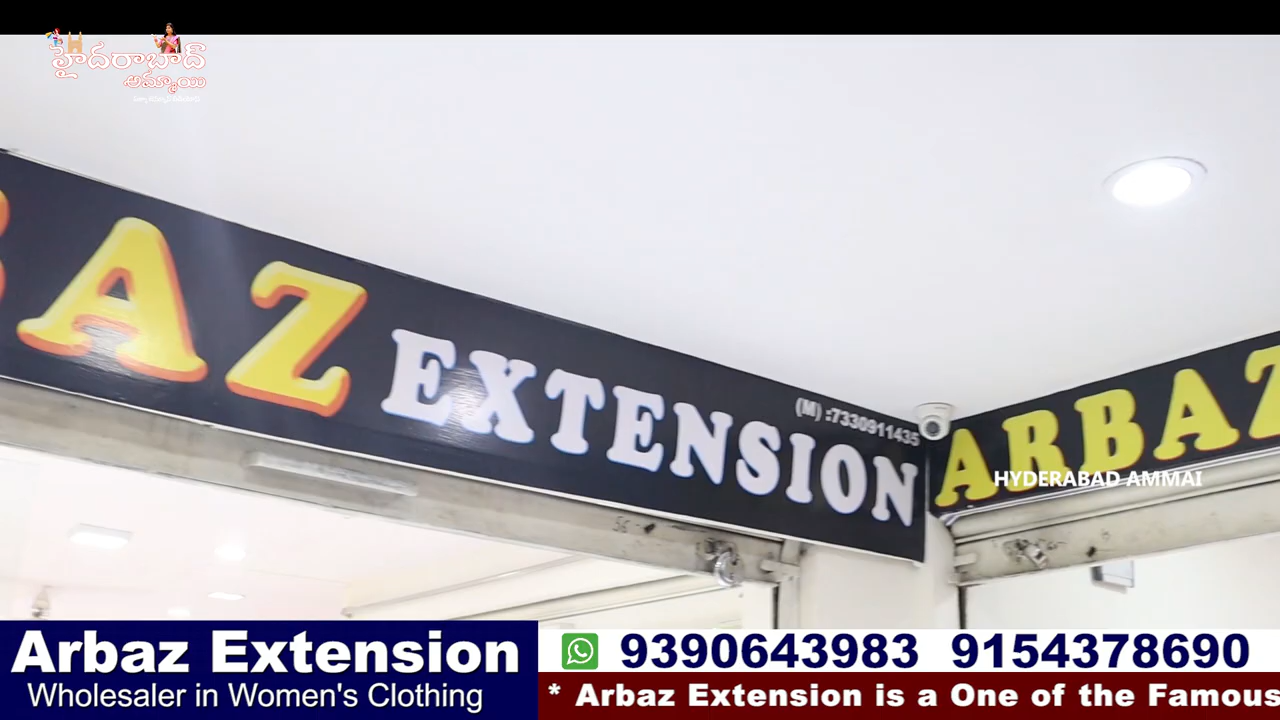 హైదరాబాద్
అమ్మాయి
AZ EXTENSION
(M) :7330911435
ARBAZ
HYDERABAD AMMAI
Arbaz Extension
Wholesaler in Women's Clothing
9390643983 9154378690
* Arbaz Extension is a One of the Famous